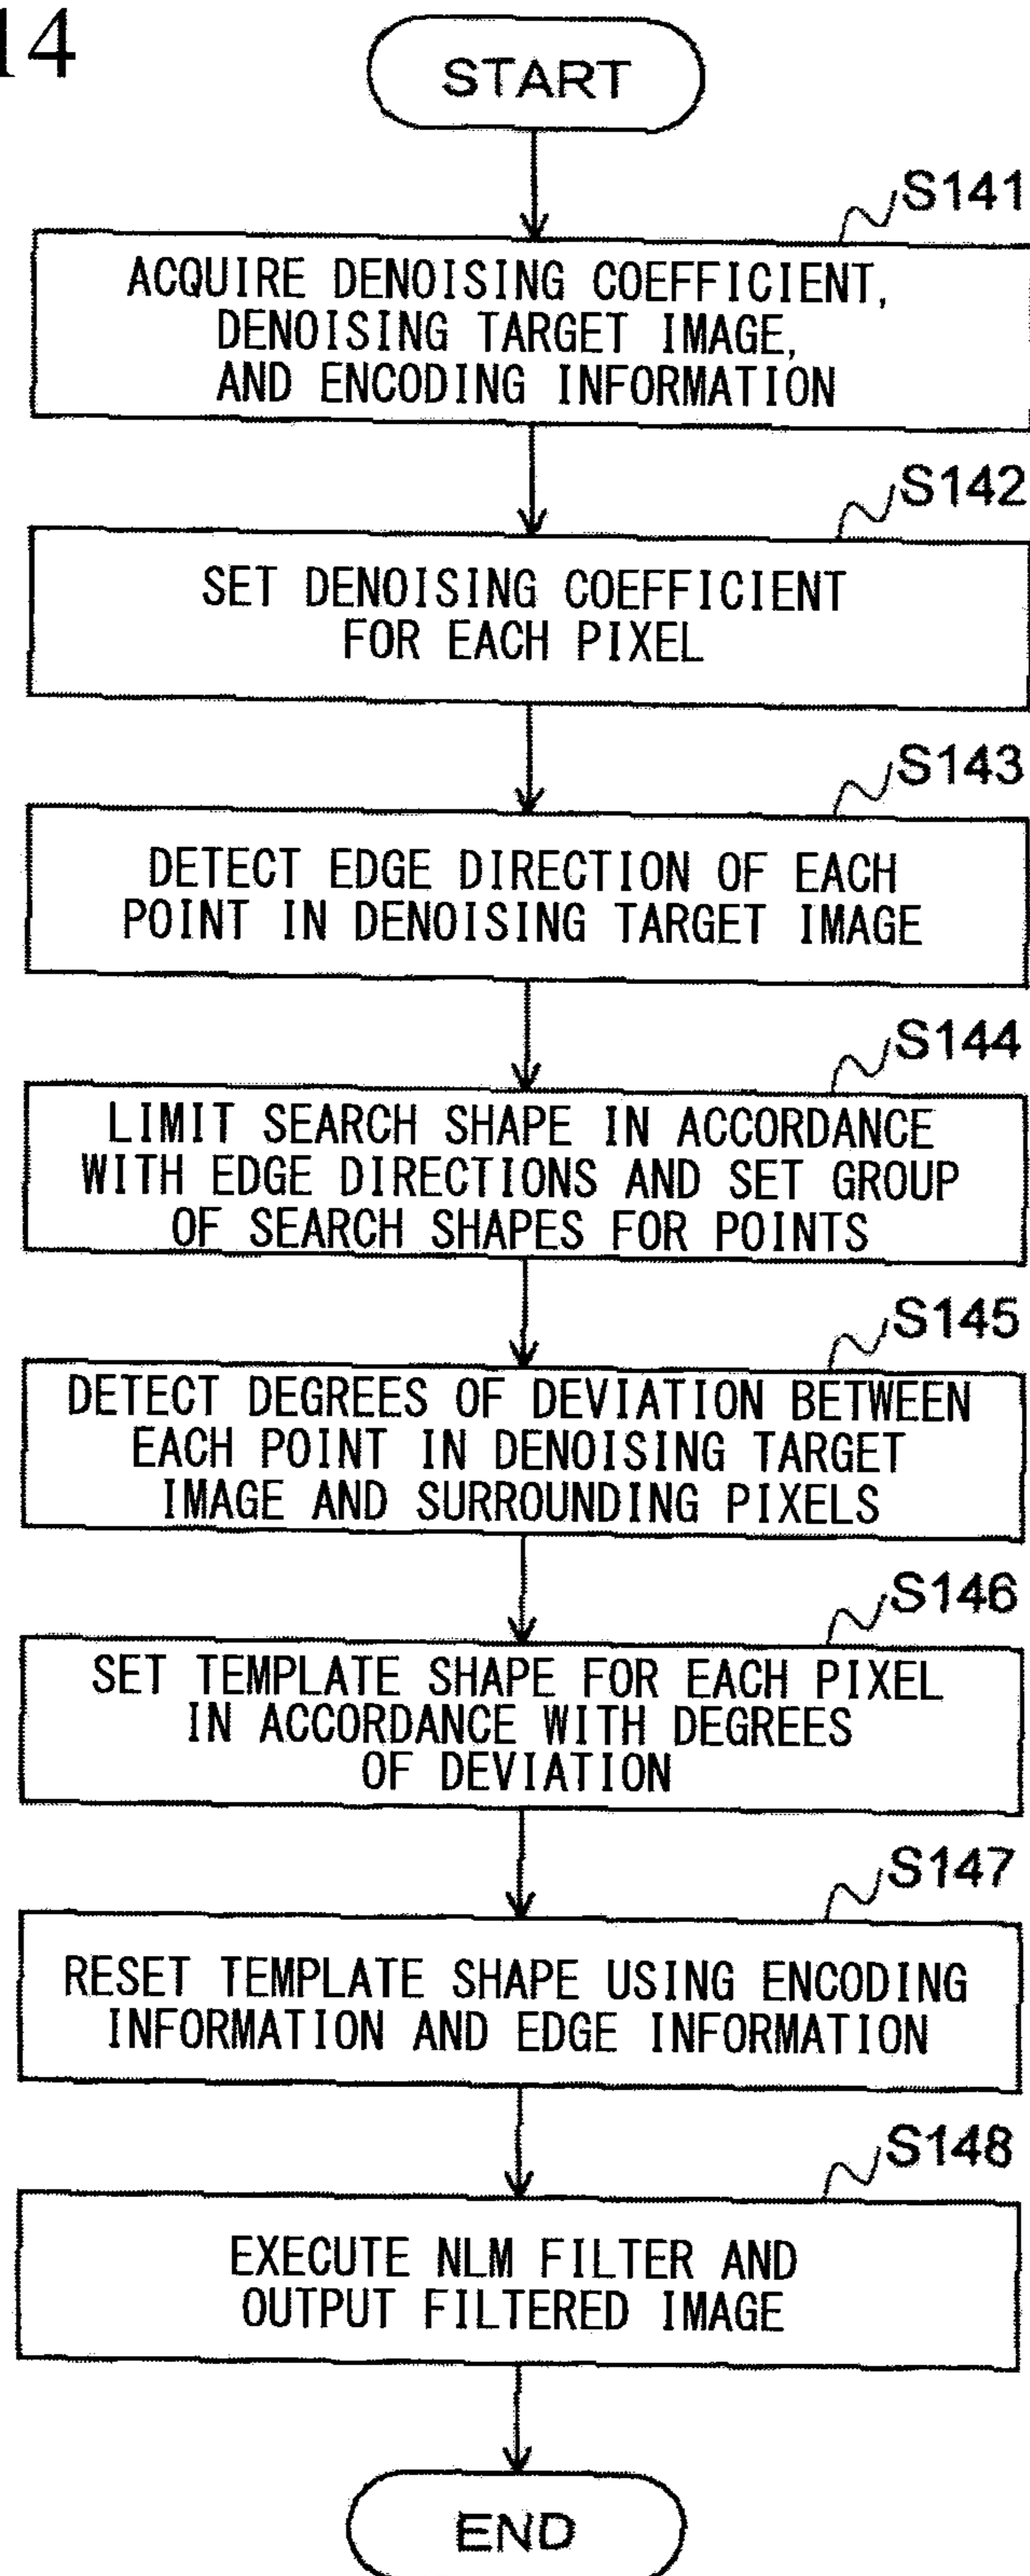 14
START
S141
ACQUIRE DENOISING COEFFICIENT,
DENOISING TARGET IMAGE,
AND ENCODING INFORMATION
S142
SET DENOISING COEFFICIENT
FOR EACH PIXEL
S143
DETECT EDGE DIRECTION OF EACH
POINT IN DENOISING TARGET IMAGE
S144
LIMIT SEARCH SHAPE IN ACCORDANCE
WITH EDGE DIRECTIONS AND SET GROUP
OF SEARCH SHAPES FOR POINTS
S145
DETECT DEGREES OF DEVIATION BETWEEN
EACH POINT IN DENOISING TARGET
IMAGE AND SURROUNDING PIXELS
S146
SET TEMPLATE SHAPE FOR EACH PIXEL
IN ACCORDANCE WITH DEGREES
OF DEVIATION
S147
RESET TEMPLATE SHAPE USING ENCODING
INFORMATION AND EDGE INFORMATION
S148
EXECUTE NLM FILTER AND
OUTPUT FILTERED IMAGE
END